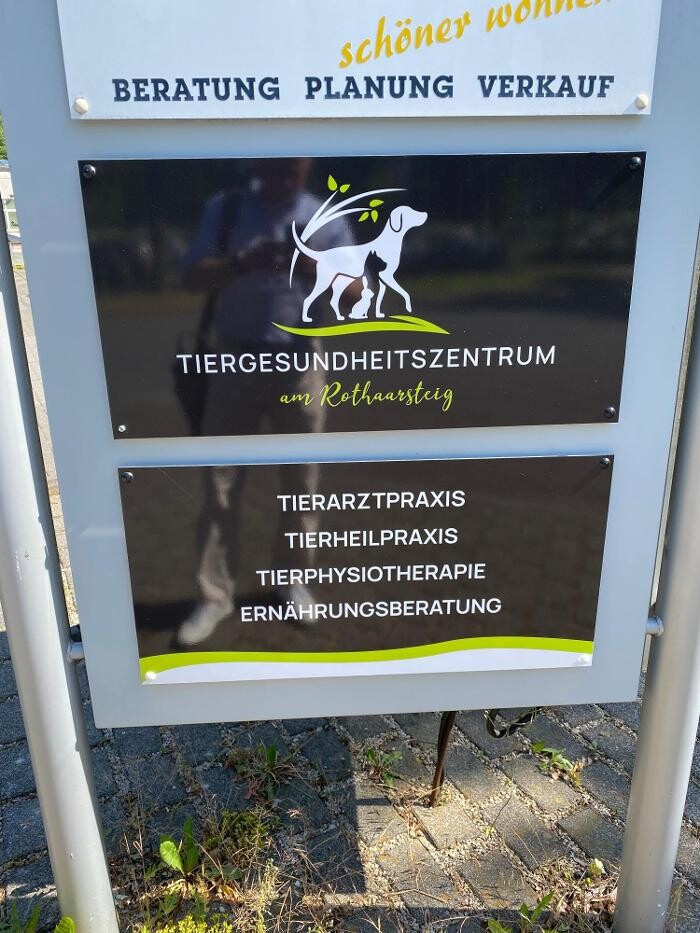 schöner wohnen
BERATUNG PLANUNG VERKAUF
TIERGESUNDHEITSZENTRUM
am Rothaarsteig
TIERARZTPRAXIS
TIERHEILPRAXIS
TIERPHYSIOTHERAPIE
ERNÄHRUNGSBERATUNG